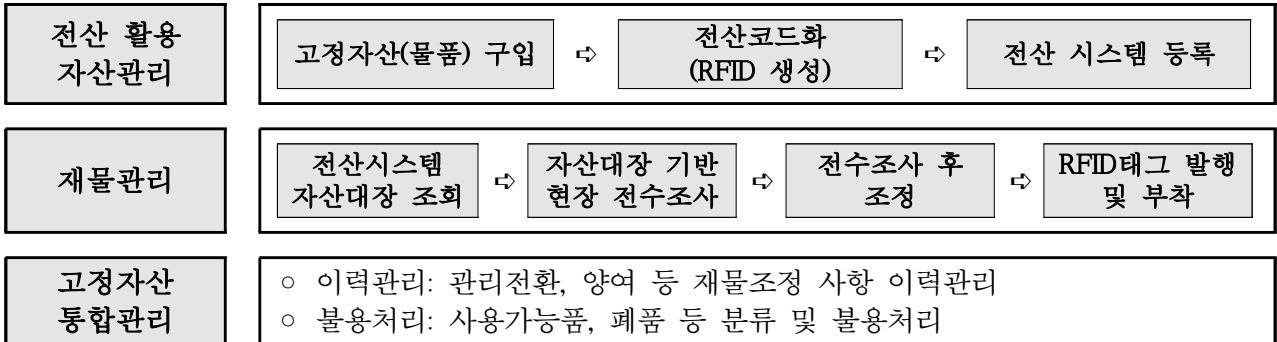 전산 활용
자산관리
고정자산(물품) 구입 ➪ 전산코드화
(RFID 생성) ➪ 전산 시스템 등록
재물관리
전산시스템
자산대장 조회 ➪ 자산대장 기반
현장 전수조사 ➪ 전수조사 후
조정 ➪ RFID태그 발행
및 부착
고정자산
통합관리
○ 이력관리: 관리전환, 양여 등 재물조정 사항 이력관리
○ 불용처리: 사용가능품, 폐품 등 분류 및 불용처리